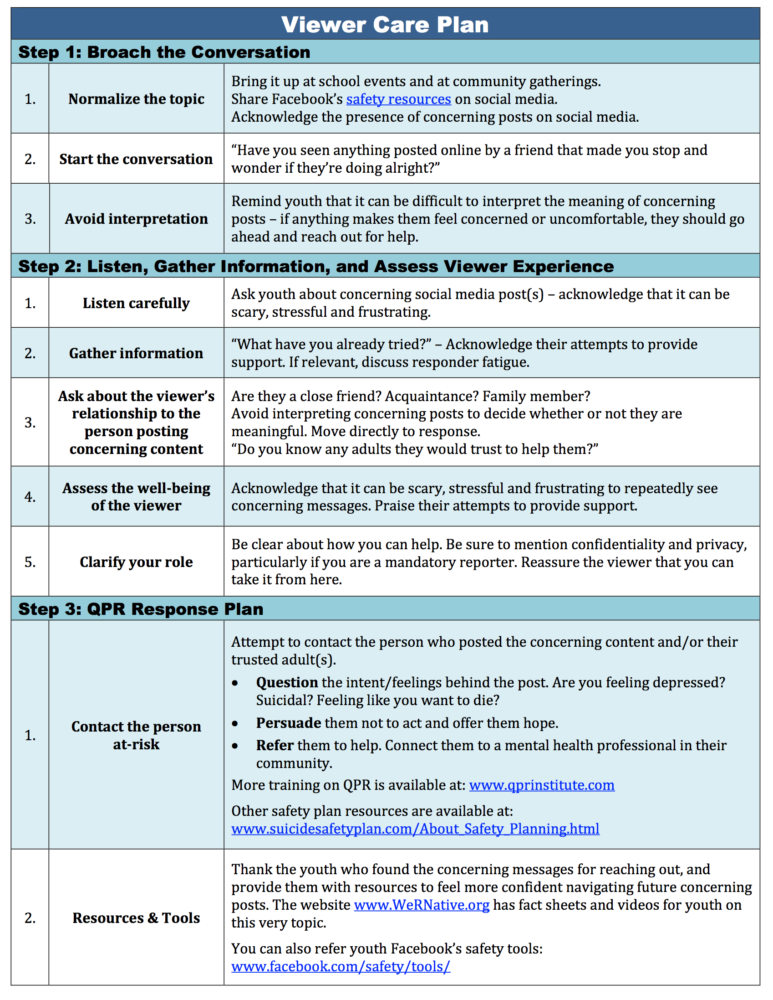 Viewer Care Plan
Step 1: Broach the Conversation
1.
Normalize the topic
Bring it up at school events and at community gatherings.
Share Facebook’s safety resources on social media.
Acknowledge the presence of concerning posts on social media.
2.
Start the conversation
“Have you seen anything posted online by a friend that made you stop and
wonder if they’re doing alright?”
3.
Avoid interpretation
Remind youth that it can be difficult to interpret the meaning of concerning
posts – if anything makes them feel concerned or uncomfortable, they should go
ahead and reach out for help.
Step 2: Listen, Gather Information, and Assess Viewer Experience
1.
Listen carefully
Ask youth about concerning social media post(s) – acknowledge that it can be
scary, stressful and frustrating.
2.
Gather information
“What have you already tried?” – Acknowledge their attempts to provide
support. If relevant, discuss responder fatigue.
3.
Ask about the viewer’s
relationship to the
person posting
concerning content
Are they a close friend? Acquaintance? Family member?
Avoid interpreting concerning posts to decide whether or not they are
meaningful. Move directly to response.
“Do you know any adults they would trust to help them?”
4.
Assess the well-being
of the viewer
Acknowledge that it can be scary, stressful and frustrating to repeatedly see
concerning messages. Praise their attempts to provide support.
5.
Clarify your role
Be clear about how you can help. Be sure to mention confidentiality and privacy,
particularly if you are a mandatory reporter. Reassure the viewer that you can
take it from here.
Step 3: QPR Response Plan
1.
Contact the person
at-risk
Attempt to contact the person who posted the concerning content and/or their
trusted adult(s).
• Question the intent/feelings behind the post. Are you feeling depressed?
Suicidal? Feeling like you want to die?
• Persuade them not to act and offer them hope.
• Refer them to help. Connect them to a mental health professional in their
community.
More training on QPR is available at: www.qprinstitute.com
Other safety plan resources are available at:
www.suicidesafetyplan.com/About_Safety_Planning.html
2.
Resources & Tools
Thank the youth who found the concerning messages for reaching out, and
provide them with resources to feel more confident navigating future concerning
posts. The website www.WeRNative.org has fact sheets and videos for youth on
this very topic.
You can also refer youth Facebook’s safety tools:
www.facebook.com/safety/tools/